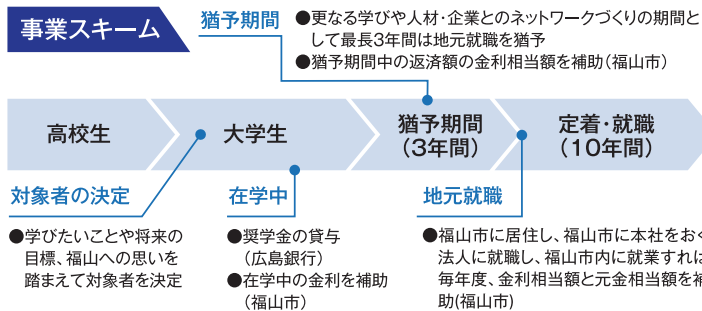 事業スキーム
猶予期間
●更なる学びや人材・企業とのネットワークづくりの期間と
して最長3年間は地元就職を猶予
●猶予期間中の返済額の金利相当額を補助(福山市)
高校生
大学生
猶予期間
(3年間)
定着・就職
(10年間)
対象者の決定
●学びたいことや将来の
目標、福山への思いを
踏まえて対象者を決定
在学中
●奨学金の貸与
(広島銀行)
●在学中の金利を補助
(福山市)
地元就職
●福山市に居住し、福山市に本社をおく
法人に就職し、福山市内に就業すれば
毎年度、金利相当額と元金相当額を補
助(福山市)